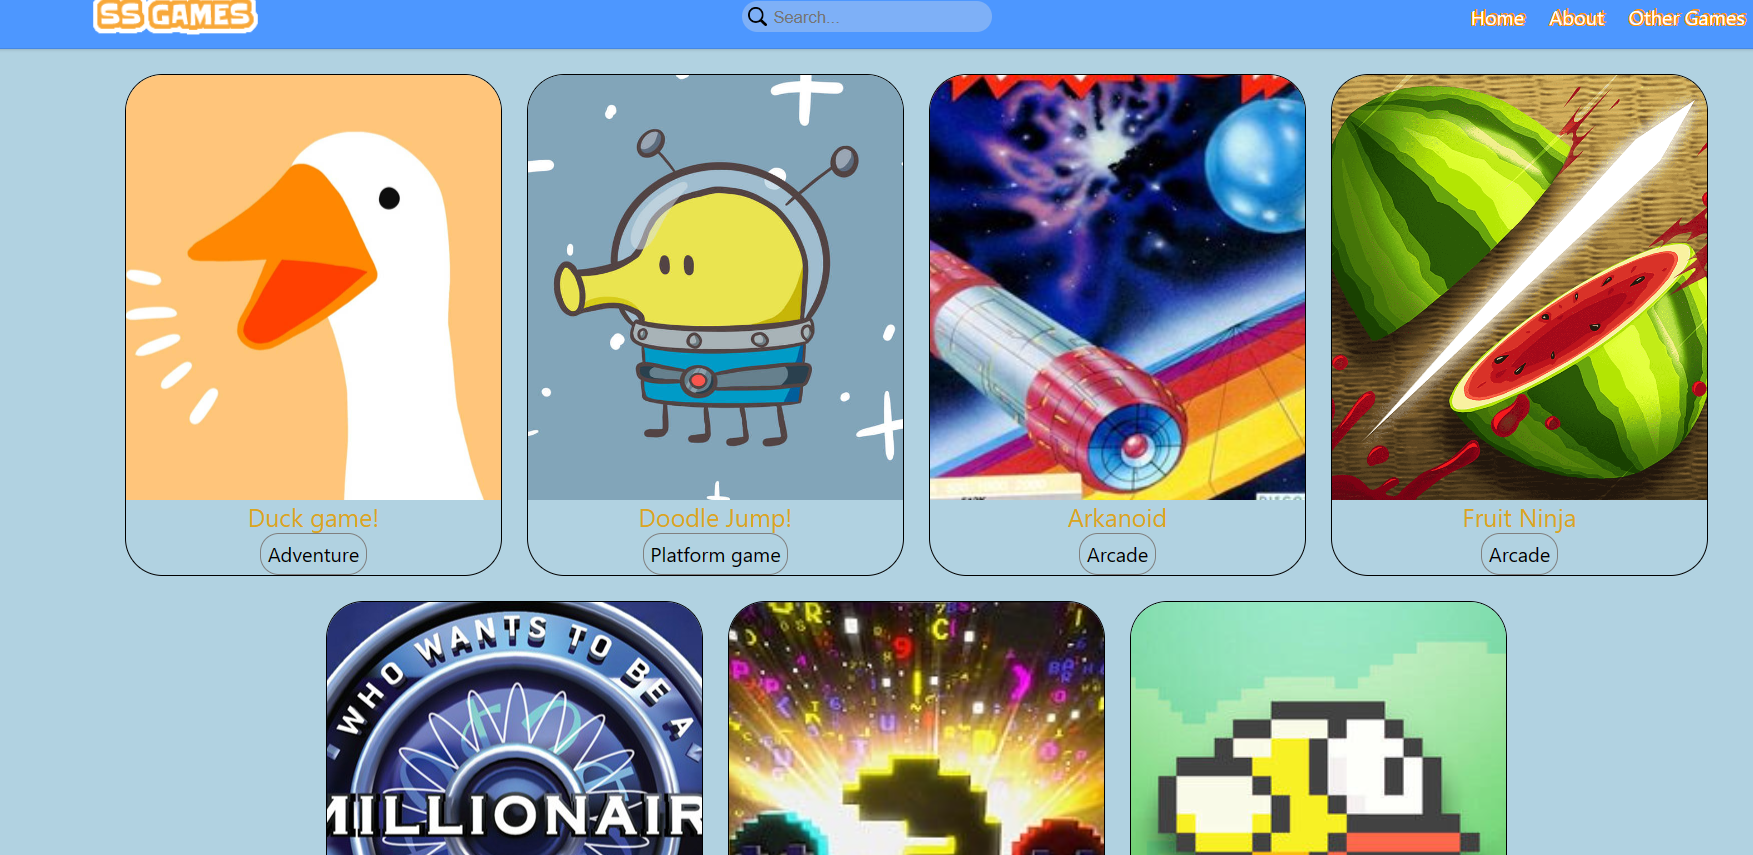 SS GAMES
Search...
Home
About
Other Games
Duck game!
Adventure
Doodle Jump!
Platform game
Arkanoid
Arcade
Fruit Ninja
Arcade
WHO WANTS TO BE A
MILLIONAIR